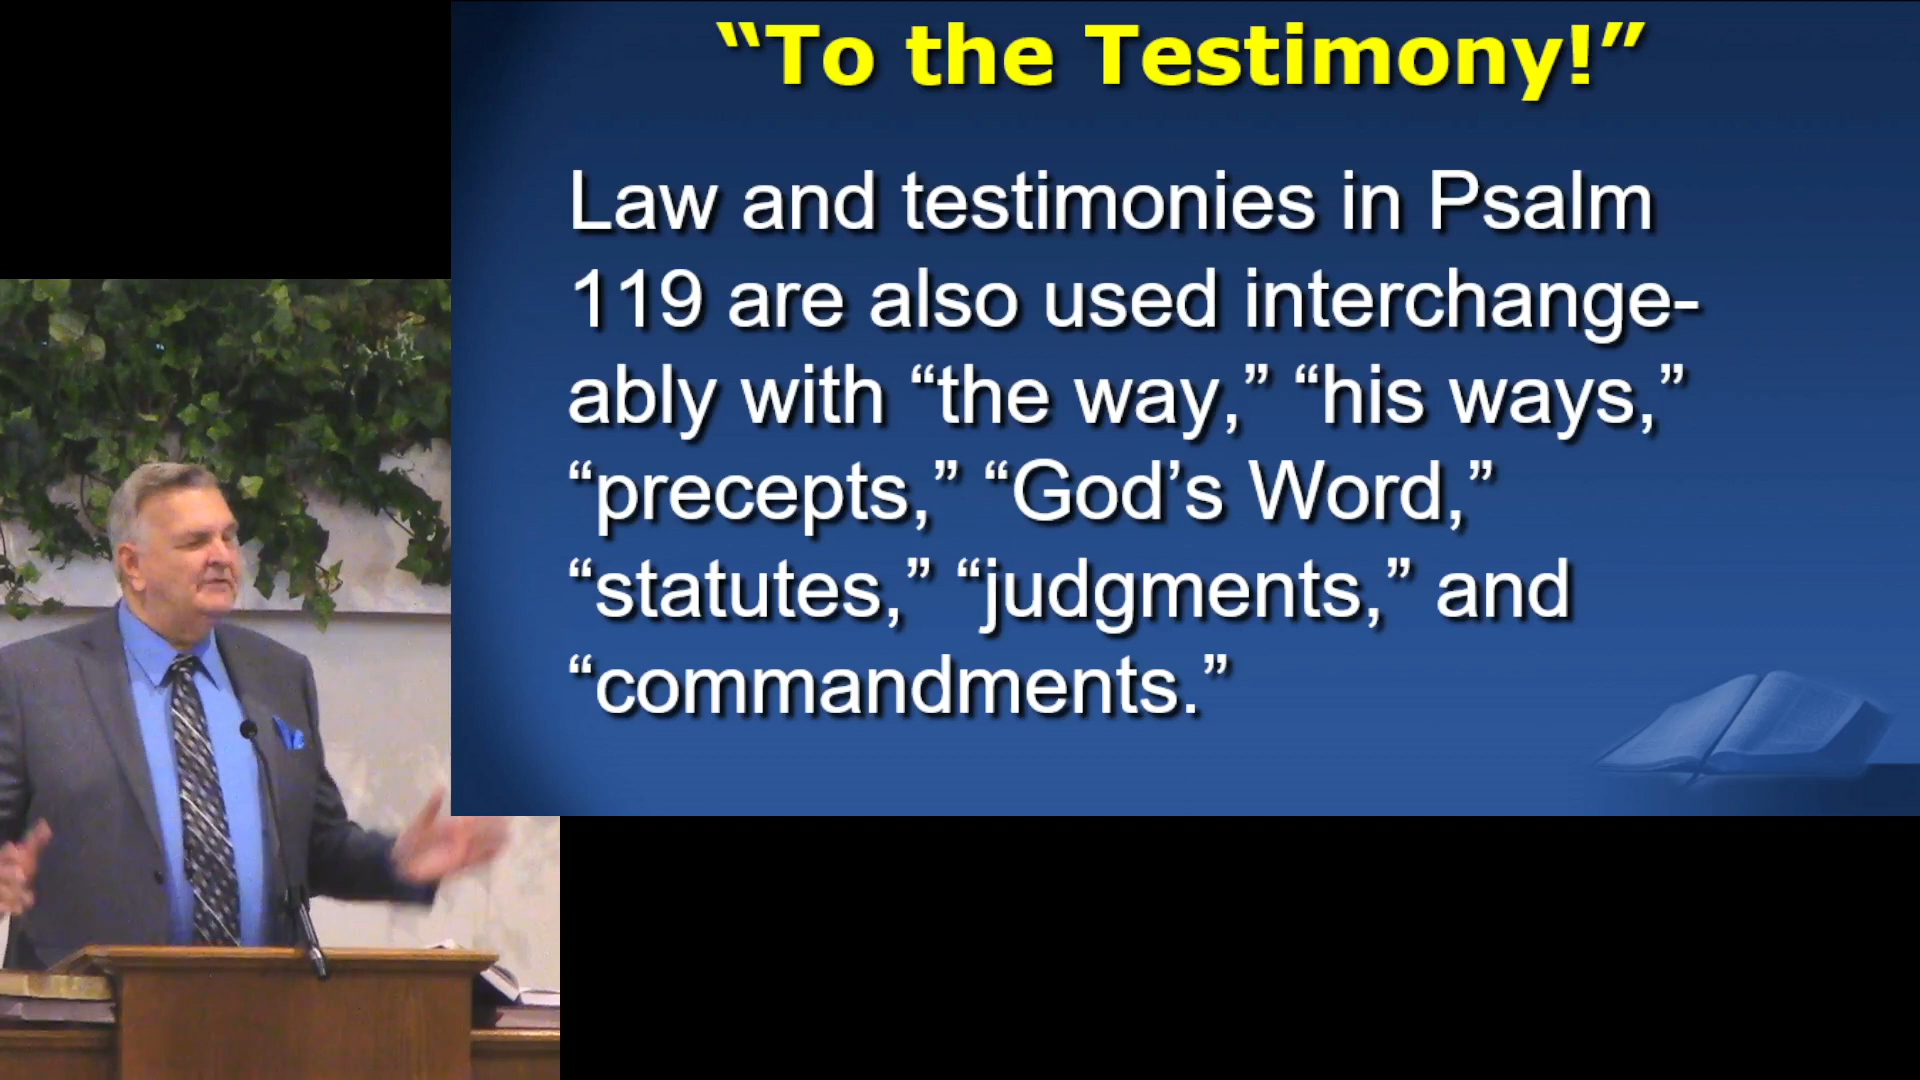 “To the Testimony!”
Law and testimonies in Psalm
119 are also used interchange-
ably with “the way,” “his ways,”
“precepts,” “God’s Word,”
“statutes,” “judgments,” and
“commandments.”